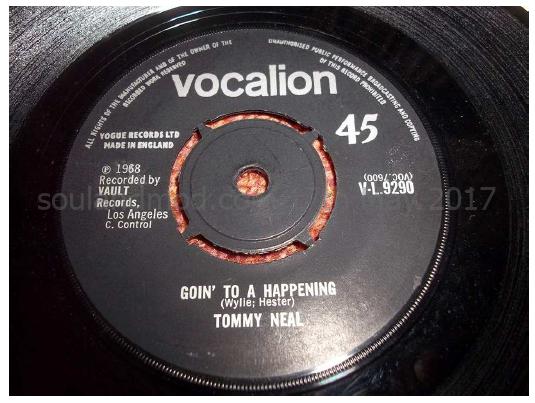 ALL RIGHTS OF THE MANUFACTURER AND OF THE OWNER OF THE
RECORDED WORK RESERVED
UNAUTHORISED PUBLIC PERFORMANCE BROADCASTING AND COPYING
OF THIS RECORD PROHIBITED
vocalion
VOGUE RECORDS LTD
MADE IN ENGLAND
45
℗ 1968
Recorded by
VAULT
Records,
Los Angeles
C. Control
(VOC.7600)
V-L.9290
2017
GOIN' TO A HAPPENING
(Wylie; Hester)
TOMMY NEAL